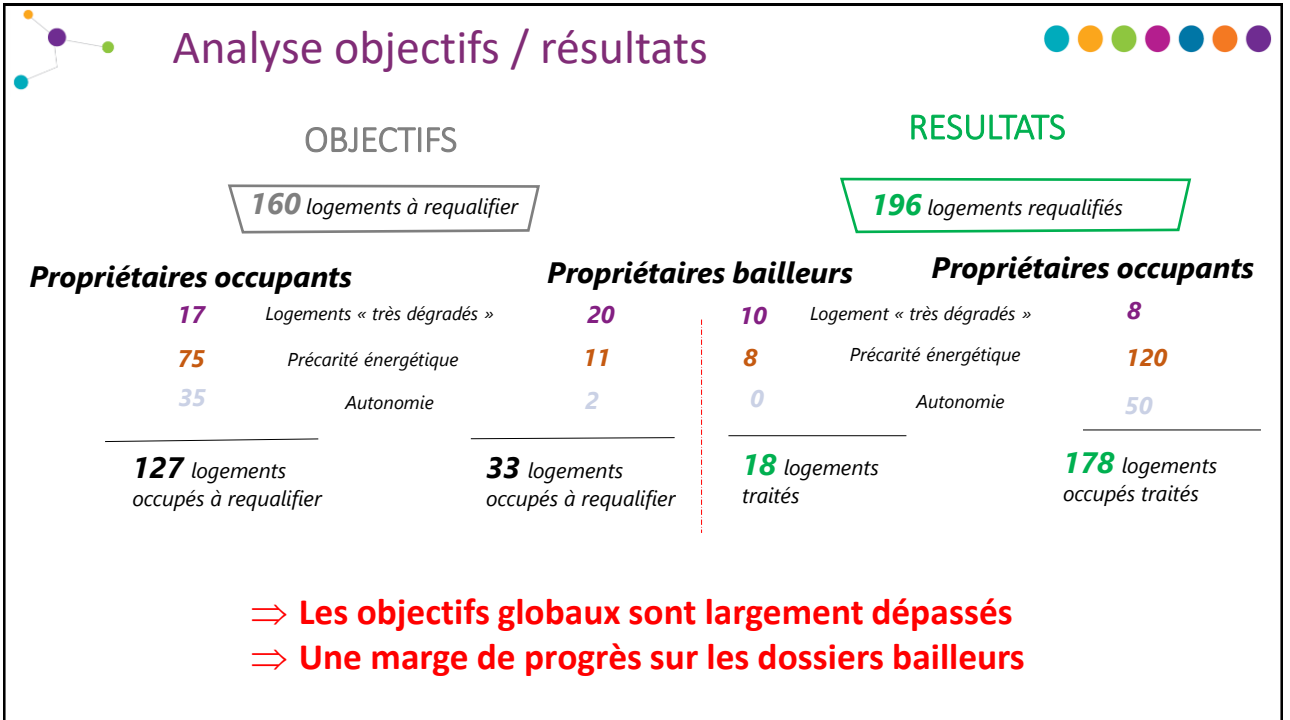 Analyse objectifs / résultats
OBJECTIFS
RESULTATS
160 logements à requalifier
196 logements requalifiés
Propriétaires occupants
Propriétaires bailleurs
Propriétaires occupants
17 Logements « très dégradés » 20 10 Logement « très dégradés » 8
75 Précarité énergétique 11 8 Précarité énergétique 120
35 Autonomie 2 0 Autonomie 50
127 logements
occupés à requalifier
33 logements
occupés à requalifier
18 logements
traités
178 logements
occupés traités
⇒ Les objectifs globaux sont largement dépassés
⇒ Une marge de progrès sur les dossiers bailleurs